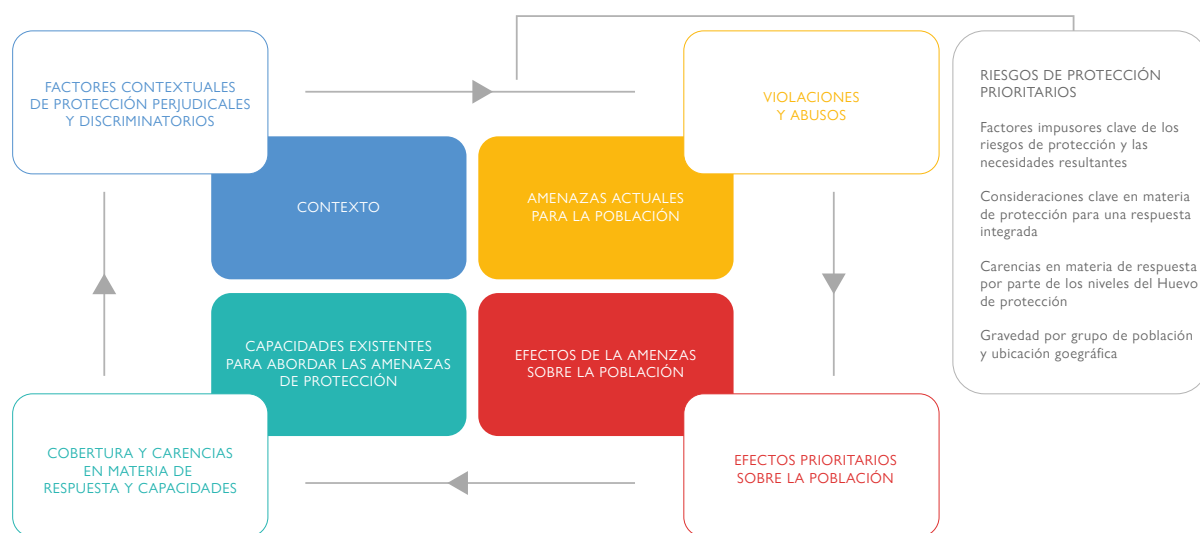 FACTORES CONTEXTUALES
DE PROTECCIÓN PERJUDICALES
Y DISCRIMINATORIOS
CONTEXTO
AMENAZAS ACTUALES
PARA LA POBLACIÓN
VIOLACIONES
Y ABUSOS
CAPACIDADES EXISTENTES
PARA ABORDAR LAS AMENAZAS
DE PROTECCIÓN
EFECTOS DE LA AMENZAS
SOBRE LA POBLACIÓN
COBERTURA Y CARENCIAS
EN MATERIA DE
RESPUESTA Y CAPACIDADES
EFECTOS PRIORITARIOS
SOBRE LA POBLACIÓN
RIESGOS DE PROTECCIÓN
PRIORITARIOS
Factores impusores clave de los
riesgos de protección y las
necesidades resultantes
Consideraciones clave en materia
de protección para una respuesta
integrada
Carencias en materia de respuesta
por parte de los niveles del Huevo
de protección
Gravedad por grupo de población
y ubicación goegráfica